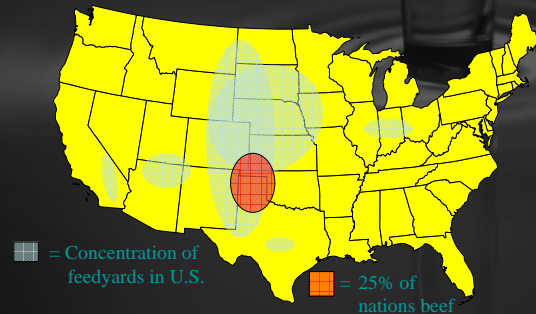 = Concentration of
feedyards in U.S.
= 25% of
nations beef